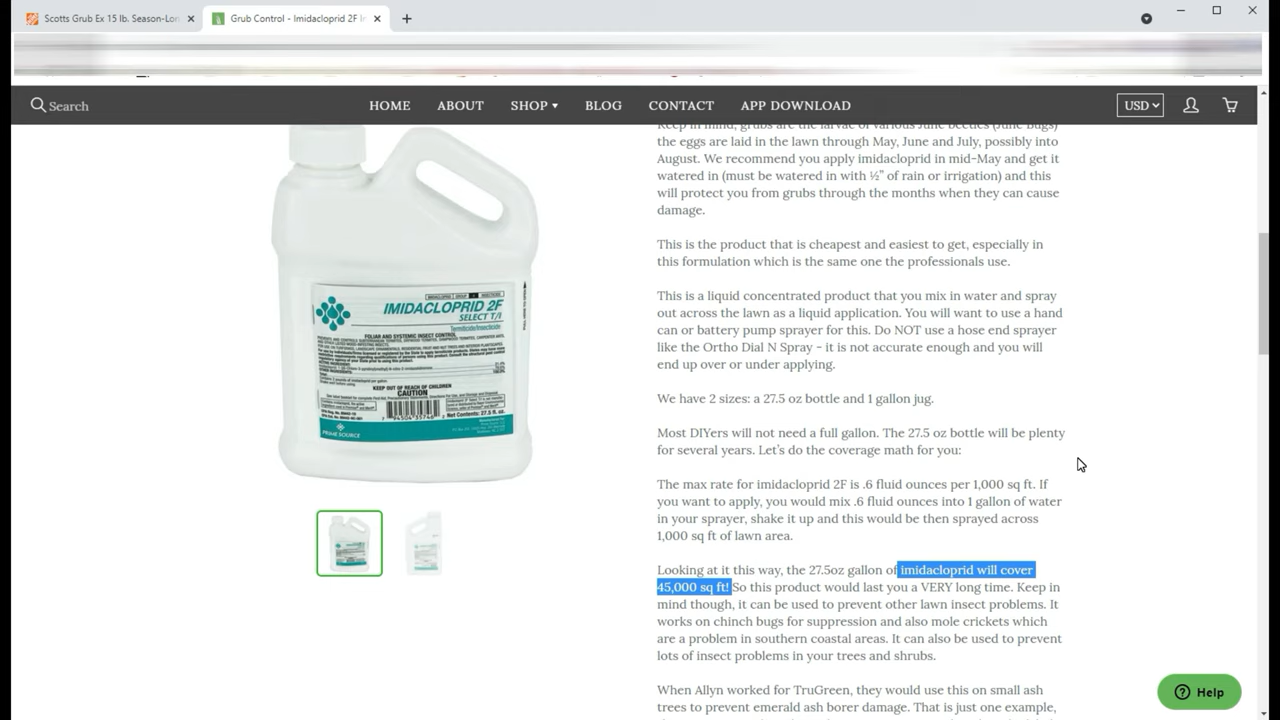 Scotts Grub Ex 15 lb. Season-Lon
Grub Control - Imidacloprid 2F I
Search
HOME
ABOUT
SHOP
BLOG
CONTACT
APP DOWNLOAD
USD
Keep in mind, grubs are the larvae of various June beetles (June Bugs)
the eggs are laid in the lawn through May, June and July, possibly into
August. We recommend you apply imidacloprid in mid-May and get it
watered in (must be watered in with ½” of rain or irrigation) and this
will protect you from grubs through the months when they can cause
damage.
This is the product that is cheapest and easiest to get, especially in
this formulation which is the same one the professionals use.
This is a liquid concentrated product that you mix in water and spray
out across the lawn as a liquid application. You will want to use a hand
can or battery pump sprayer for this. Do NOT use a hose end sprayer
like the Ortho Dial N Spray – it is not accurate enough and you will
end up over or under applying.
We have 2 sizes: a 27.5 oz bottle and 1 gallon jug.
Most DIYers will not need a full gallon. The 27.5 oz bottle will be plenty
for several years. Let’s do the coverage math for you:
The max rate for imidacloprid 2F is .6 fluid ounces per 1,000 sq ft. If
you want to apply, you would mix .6 fluid ounces into 1 gallon of water
in your sprayer, shake it up and this would be then sprayed across
1,000 sq ft of lawn area.
Looking at it this way, the 27.5oz gallon of imidacloprid will cover
45,000 sq ft! So this product would last you a VERY long time. Keep in
mind though, it can be used to prevent other lawn insect problems. It
works on chinch bugs for suppression and also mole crickets which
are a problem in southern coastal areas. It can also be used to prevent
lots of insect problems in your trees and shrubs.
When Allyn worked for TruGreen, they would use this on small ash
trees to prevent emerald ash borer damage. That is just one example,
IMIDACLOPRID 2F
SELECT T/I
Termiticide/Insecticide
FOLIAR AND SYSTEMIC INSECT CONTROL
KEEP OUT OF REACH OF CHILDREN
CAUTION
Net Contents: 27.5 fl. oz.
PRIME SOURCE
Help